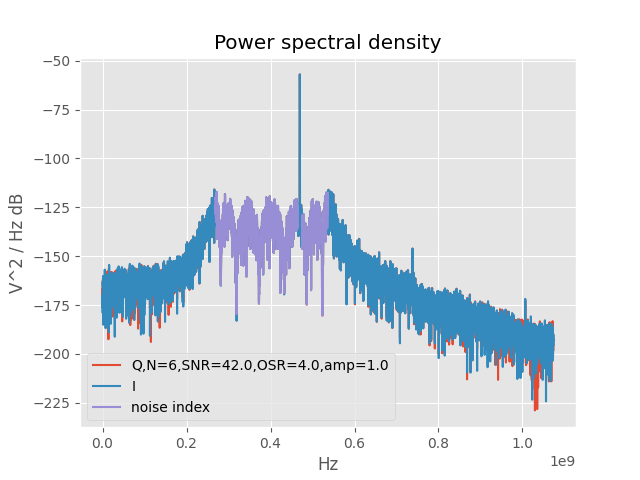 Power spectral density
V^2 / Hz dB
−50
−75
−100
−125
−150
−175
−200
−225
Q,N=6,SNR=42.0,OSR=4.0,amp=1.0
I
noise index
0.0 0.2 0.4 0.6 0.8 1.0
1e9
Hz